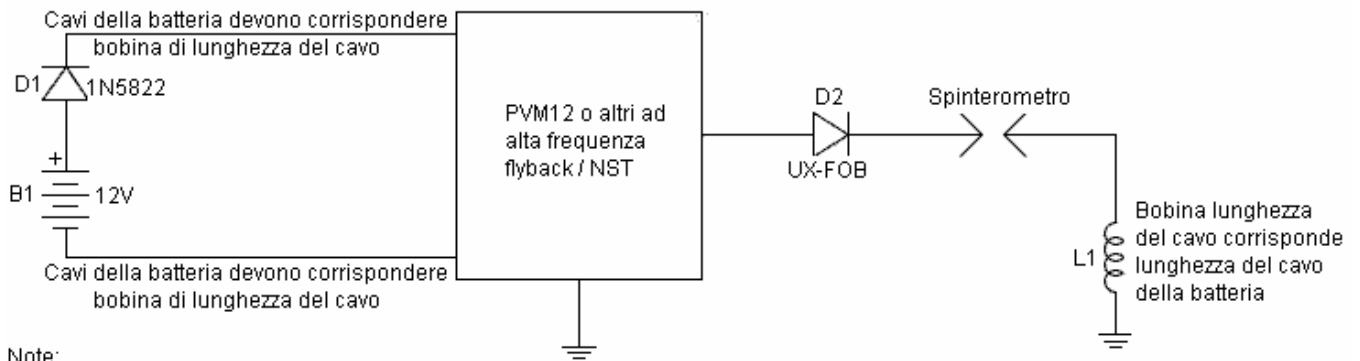 Cavi della batteria devono corrispondere
bobina di lunghezza del cavo
D1
1N5822
+
B1
12V
Cavi della batteria devono corrispondere
bobina di lunghezza del cavo
PVM12 o altri ad
alta frequenza
flyback / NST
D2
UX-FOB
Spinterometro
L1
Bobina lunghezza
del cavo corrisponde
lunghezza del cavo
della batteria
Note: